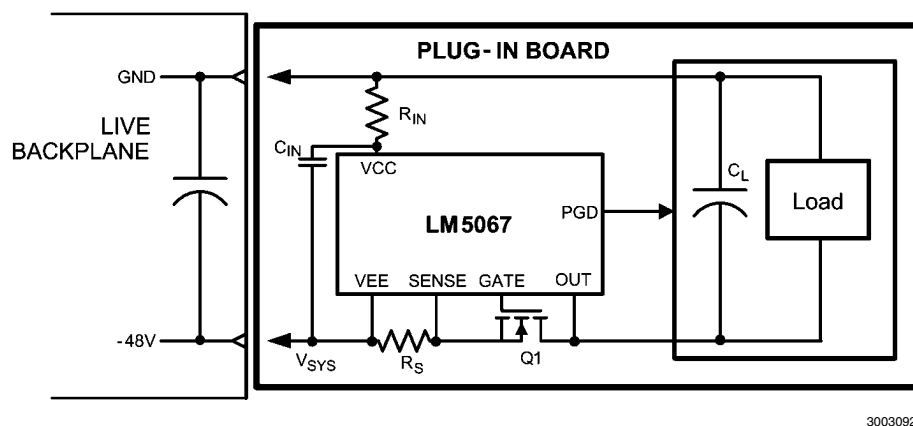 PLUG-IN BOARD
GND
LIVE
BACKPLANE
-48V
RIN
CIN
VCC
LM5067
PGD
VEE SENSE GATE OUT
VSYS
RS
Q1
CL
Load
3003092